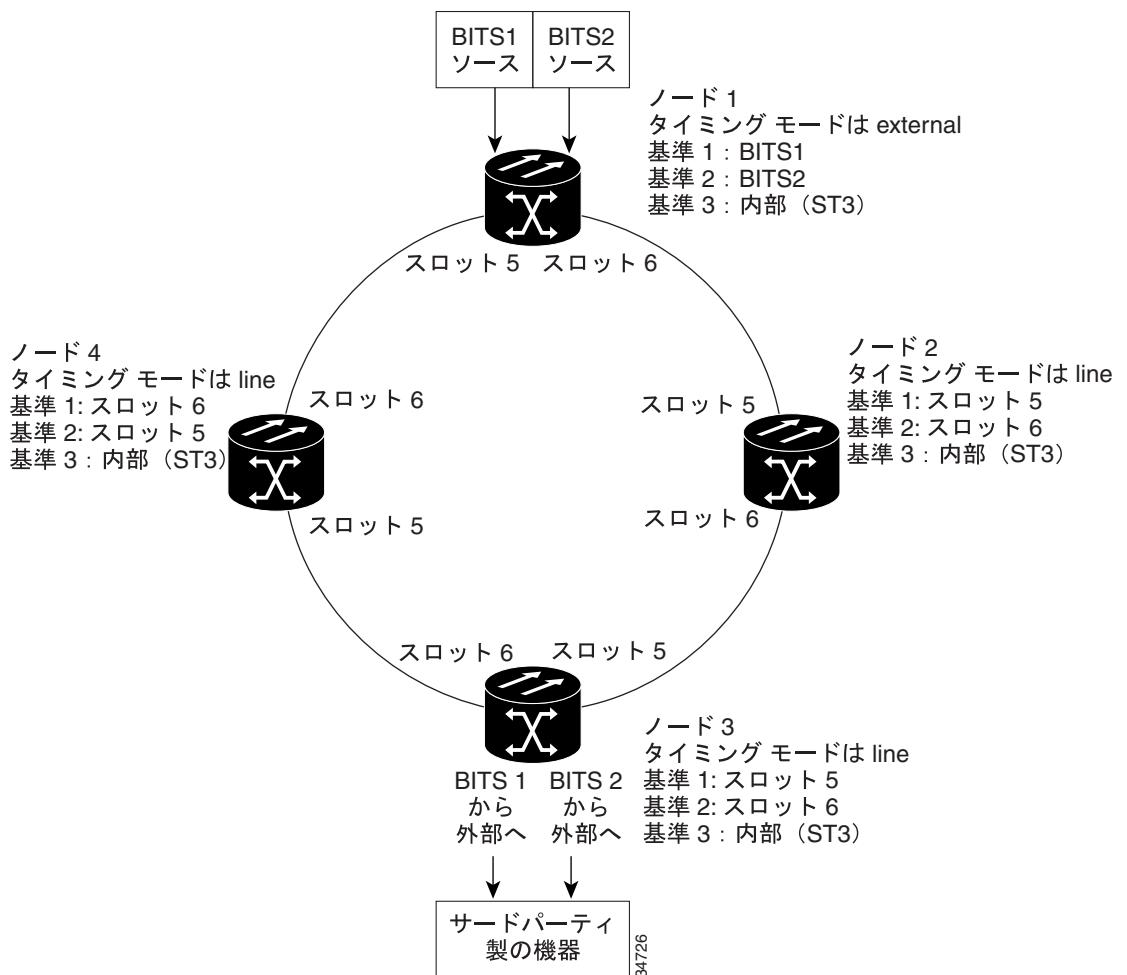 BITS1
ソース
BITS2
ソース
ノード 1
タイミング モードは external
基準 1：BITS1
基準 2：BITS2
基準 3：内部（ST3）
スロット 5
スロット 6
ノード 4
タイミング モードは line
基準 1: スロット 6
基準 2: スロット 5
基準 3：内部（ST3）
スロット 6
スロット 5
ノード 2
タイミング モードは line
基準 1: スロット 5
基準 2: スロット 6
基準 3：内部（ST3）
スロット 5
スロット 6
スロット 6
スロット 5
ノード 3
タイミング モードは line
基準 1: スロット 5
基準 2: スロット 6
基準 3：内部（ST3）
BITS 1
から
外部へ
BITS 2
から
外部へ
サードパーティ
製の機器
34726